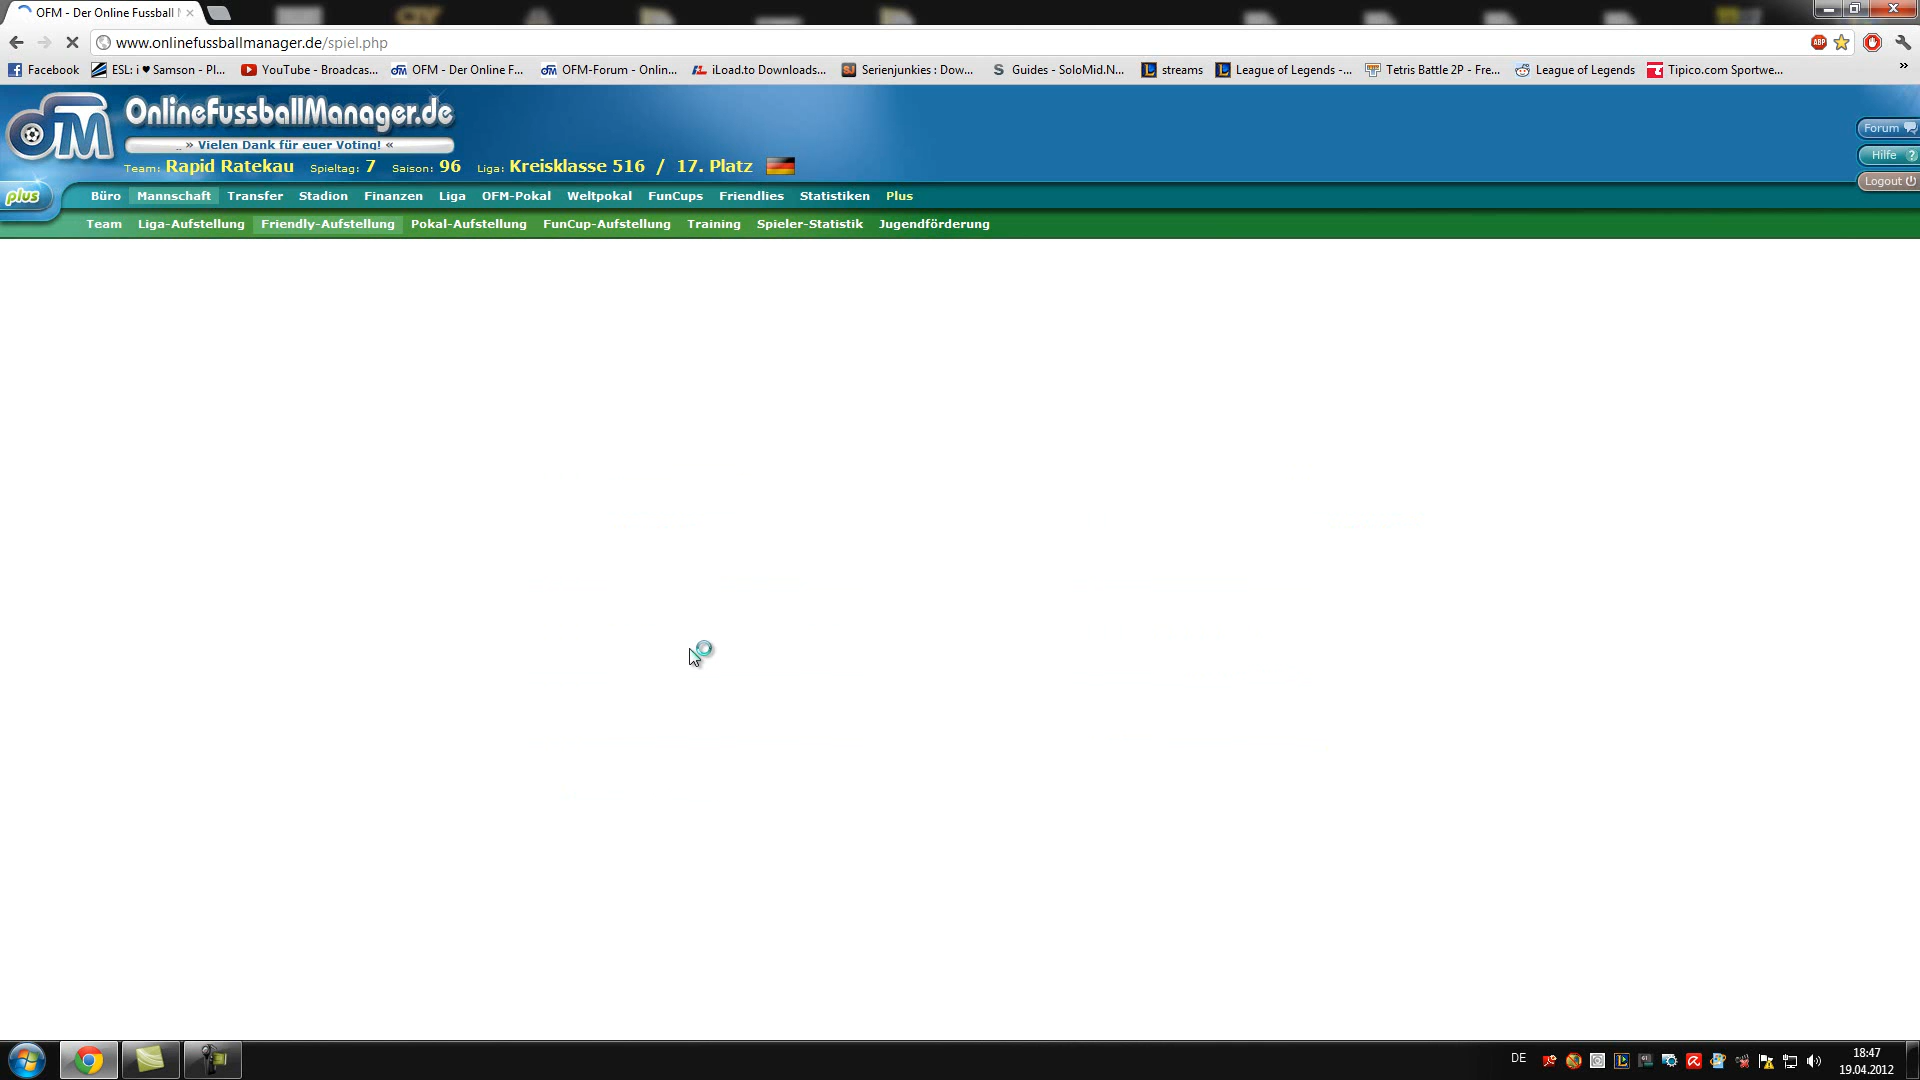 OFM - Der Online Fussball
www.onlinefussballmanager.de/spiel.php
ABP
Facebook ESL: i ♥ Samson - Pl... YouTube - Broadcas... OFM - Der Online F... OFM-Forum - Onlin... iLoad.to Downloads... Serienjunkies : Dow... Guides - SoloMid.N... streams League of Legends -... Tetris Battle 2P - Fre... League of Legends Tipico.com Sportwe... »
OFM OnlineFussballManager.de
» Vielen Dank für euer Voting! «
Forum
Hilfe ?
Team: Rapid Ratekau Spieltag: 7 Saison: 96 Liga: Kreisklasse 516 / 17. Platz
Logout
plus Büro Mannschaft Transfer Stadion Finanzen Liga OFM-Pokal Weltpokal FunCups Friendlies Statistiken Plus
Team Liga-Aufstellung Friendly-Aufstellung Pokal-Aufstellung FunCup-Aufstellung Training Spieler-Statistik Jugendförderung
DE
18:47
19.04.2012